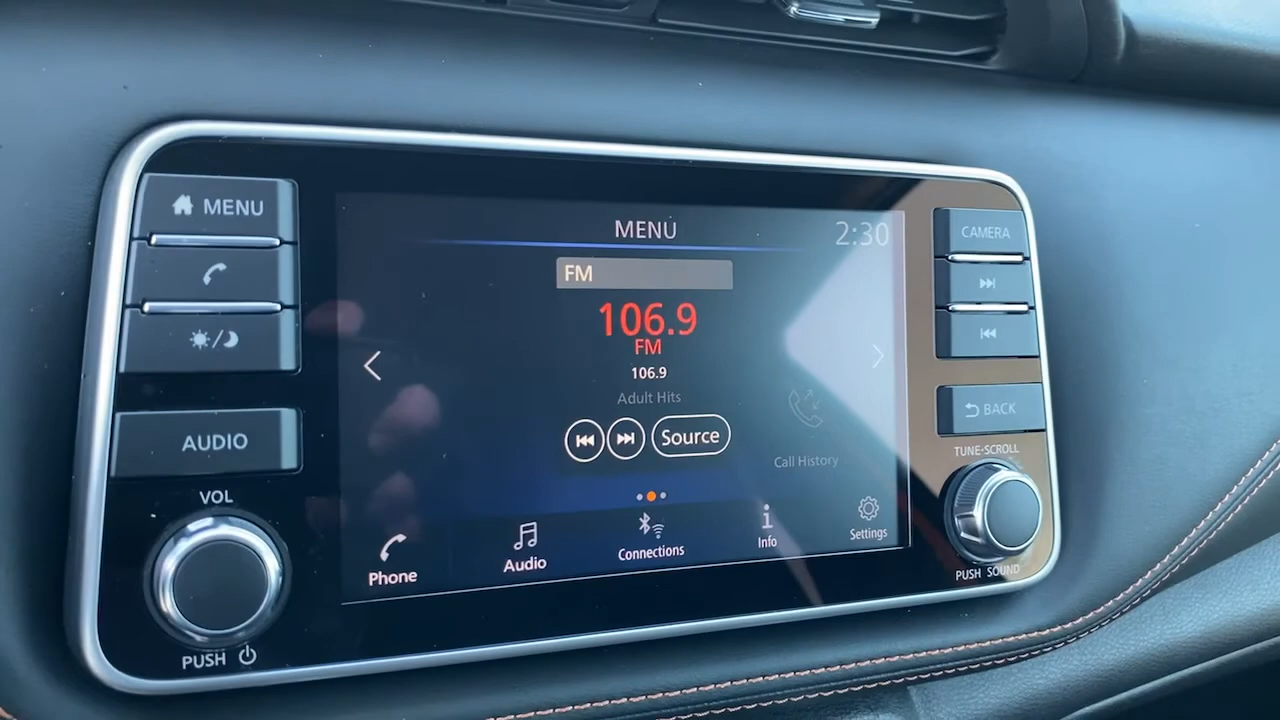 MENU
AUDIO
VOL
PUSH
MENU
2:30
FM
106.9
FM
106.9
Adult Hits
Source
Call History
Phone
Audio
Connections
Info
Settings
CAMERA
BACK
TUNE·SCROLL
PUSH SOUND